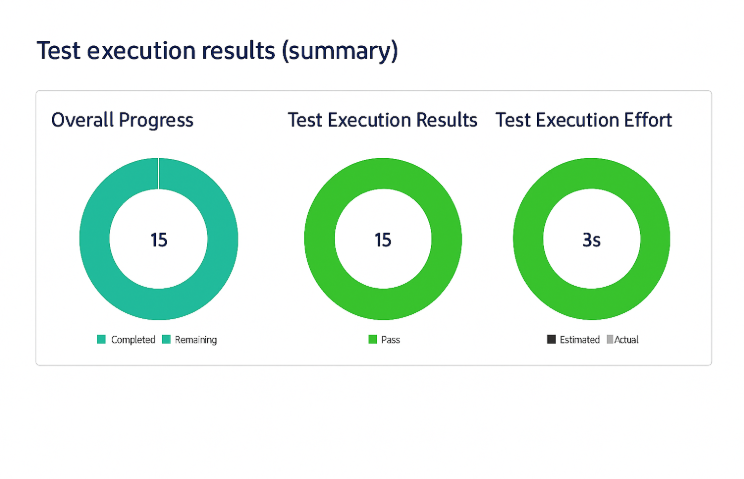 Test execution results (summary)
Overall Progress
Test Execution Results
Test Execution Effort
15
15
3s
Completed Remaining
Pass
Estimated Actual